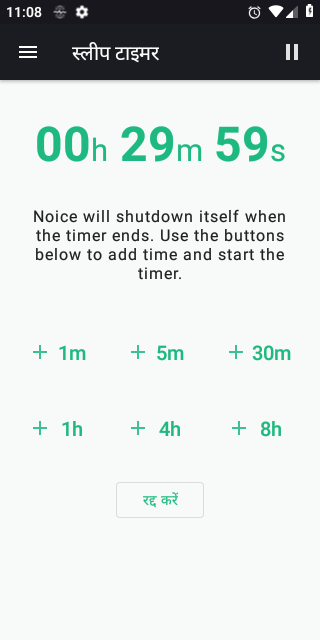 11:08
स्लीप टाइमर
00h 29m 59s
Noice will shutdown itself when
the timer ends. Use the buttons
below to add time and start the
timer.
+ 1m + 5m + 30m
+ 1h + 4h + 8h
रद्द करें